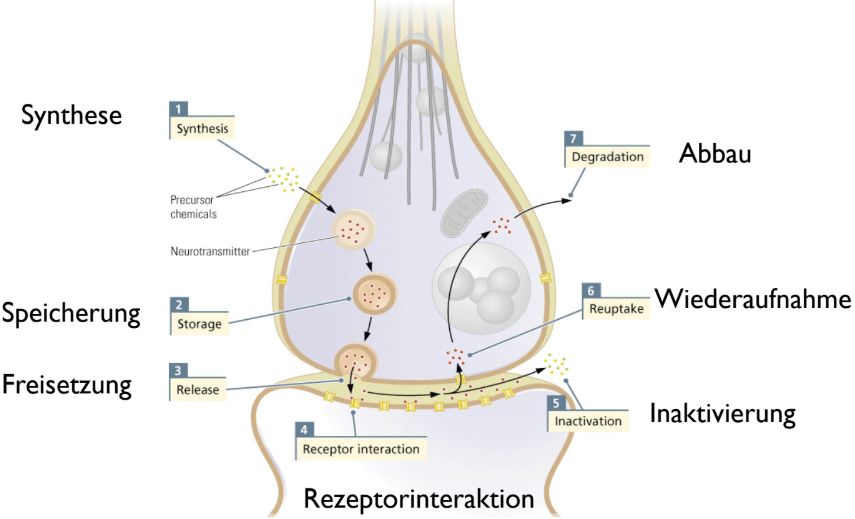 Synthese
1
Synthesis
Precursor
chemicals
Neurotransmitter
Speicherung
2
Storage
Freisetzung
3
Release
4
Receptor interaction
Rezeptorinteraktion
5
Inactivation
Inaktivierung
6
Reuptake
Wiederaufnahme
7
Degradation
Abbau